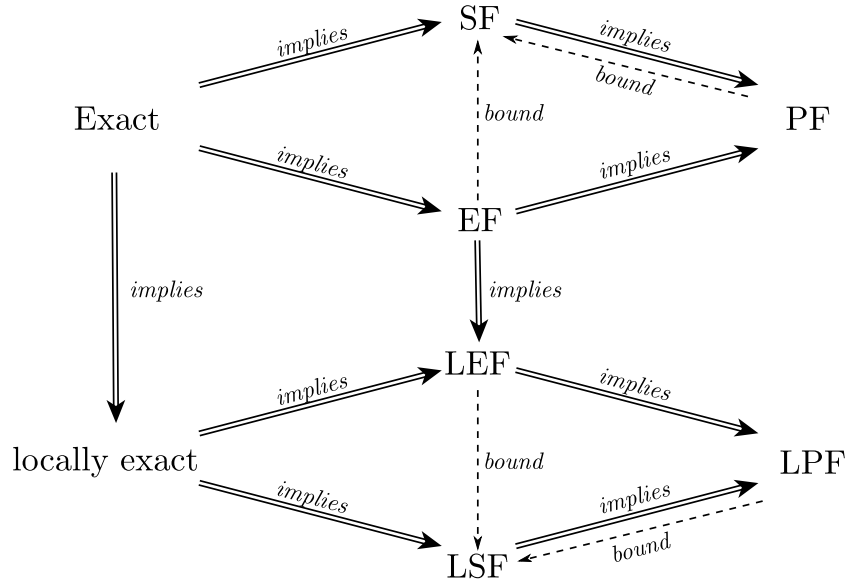 SF
implies
implies
bound
Exact
bound
PF
implies
implies
EF
implies
implies
LEF
implies
implies
locally exact
bound
LPF
implies
implies
bound
LSF